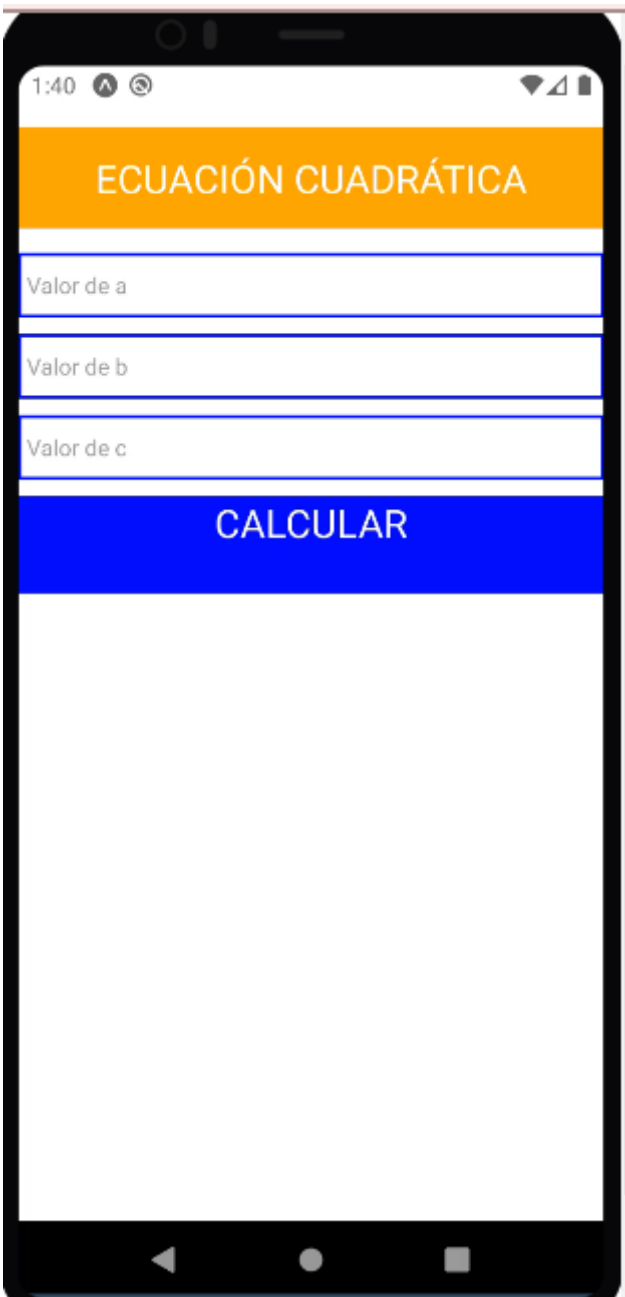 1:40
ECUACIÓN CUADRÁTICA
Valor de a
Valor de b
Valor de c
CALCULAR